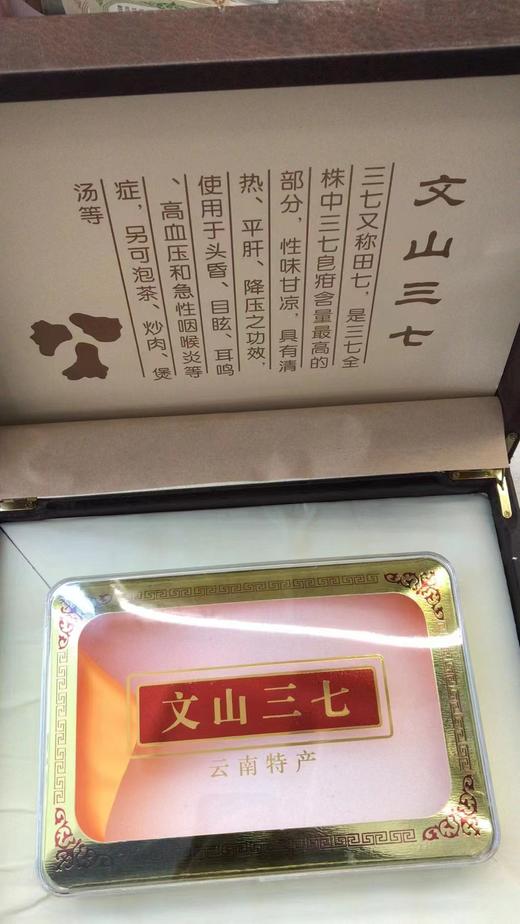 文山三七
三七又称田七，是三七全
株中三七皂苷含量最高的
部分，性味甘凉，具有清
热、平肝、降压之功效，
使用于头昏、目眩、耳鸣
、高血压和急性咽喉炎等
症，另可泡茶、炒肉、煲
汤等
文山三七
云南特产